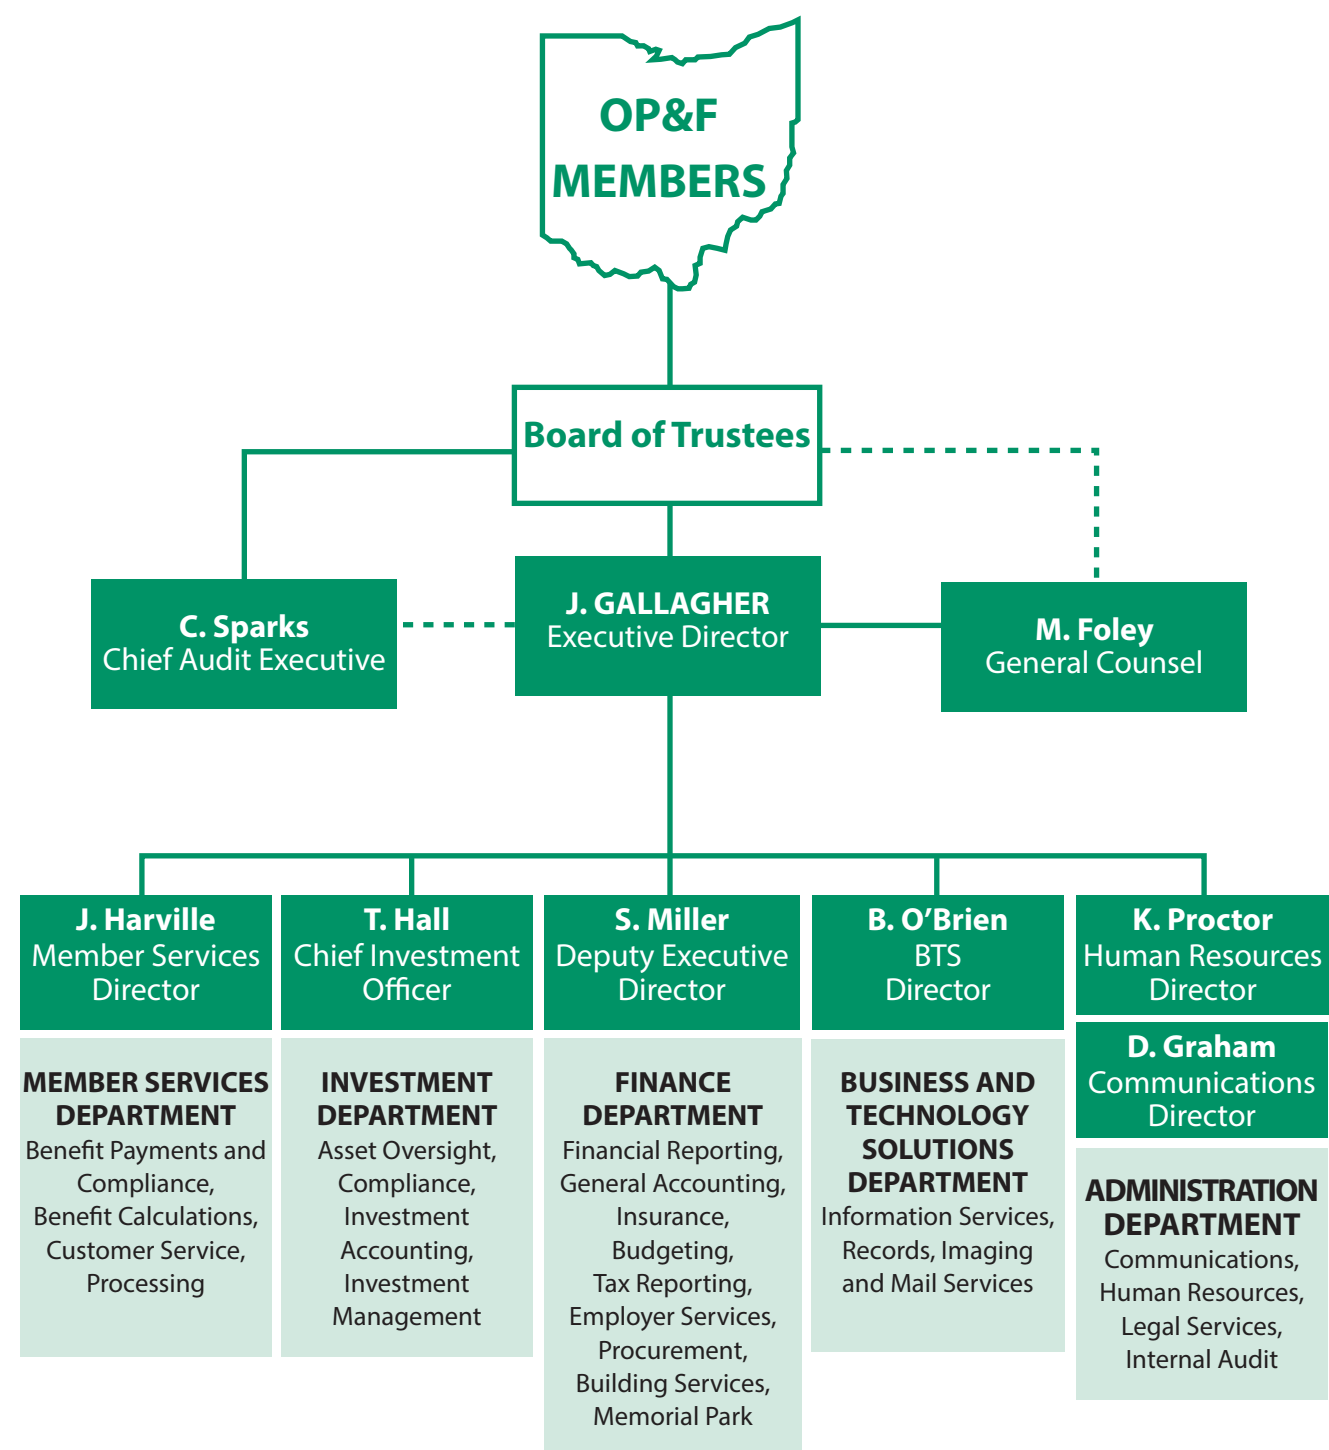 OP&F
MEMBERS
Board of Trustees
C. Sparks
Chief Audit Executive
J. GALLAGHER
Executive Director
M. Foley
General Counsel
J. Harville
Member Services
Director
MEMBER SERVICES
DEPARTMENT
Benefit Payments and
Compliance,
Benefit Calculations,
Customer Service,
Processing
T. Hall
Chief Investment
Officer
INVESTMENT
DEPARTMENT
Asset Oversight,
Compliance,
Investment
Accounting,
Investment
Management
S. Miller
Deputy Executive
Director
FINANCE
DEPARTMENT
Financial Reporting,
General Accounting,
Insurance,
Budgeting,
Tax Reporting,
Employer Services,
Procurement,
Building Services,
Memorial Park
B. O’Brien
BTS
Director
BUSINESS AND
TECHNOLOGY
SOLUTIONS
DEPARTMENT
Information Services,
Records, Imaging
and Mail Services
K. Proctor
Human Resources
Director
D. Graham
Communications
Director
ADMINISTRATION
DEPARTMENT
Communications,
Human Resources,
Legal Services,
Internal Audit